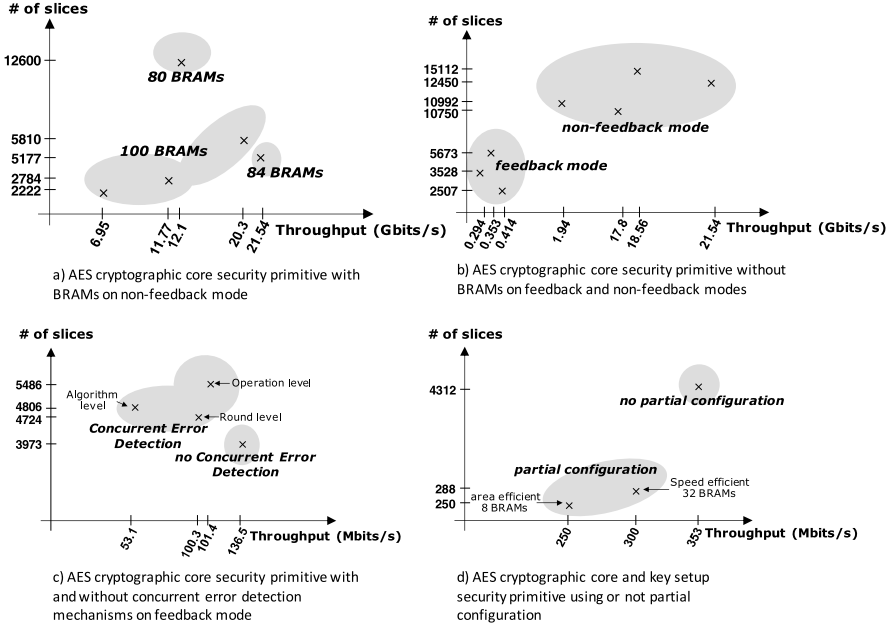 # of slices
12600
5810
5177
2784
2222
80 BRAMs
100 BRAMs
84 BRAMs
6.95
11.77
12.1
20.3
21.54
Throughput (Gbits/s)
a) AES cryptographic core security primitive with
BRAMs on non-feedback mode
# of slices
15112
12450
10992
10750
5673
3528
2507
non-feedback mode
feedback mode
0.294
0.353
0.414
1.94
17.8
18.56
21.54
Throughput (Gbits/s)
b) AES cryptographic core security primitive without
BRAMs on feedback and non-feedback modes
# of slices
5486
4806
4724
3973
Algorithm
level
Operation level
Round level
Concurrent Error
Detection
no Concurrent Error
Detection
53.1
100.3
101.4
136.5
Throughput (Mbits/s)
c) AES cryptographic core security primitive with
and without concurrent error detection
mechanisms on feedback mode
# of slices
4312
288
250
no partial configuration
partial configuration
area efficient
8 BRAMs
Speed efficient
32 BRAMs
250
300
353
Throughput (Mbits/s)
d) AES cryptographic core and key setup
security primitive using or not partial
configuration